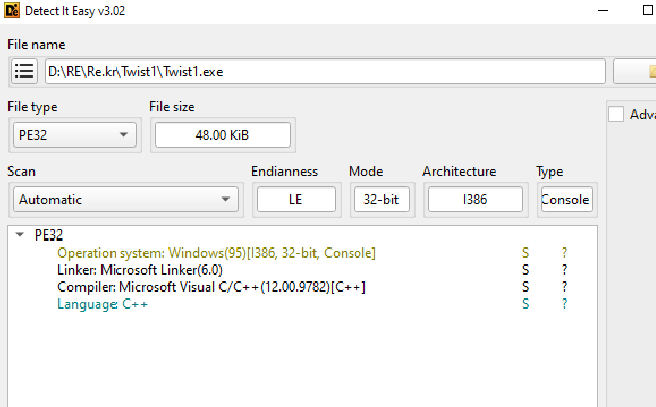 Detect It Easy v3.02
File name
D:\RE\Re.kr\Twist1\Twist1.exe
File type File size
PE32 48.00 KiB
Scan Endianness Mode Architecture Type
Automatic LE 32-bit I386 Console
PE32
Operation system: Windows(95)[I386, 32-bit, Console] S ?
Linker: Microsoft Linker(6.0) S ?
Compiler: Microsoft Visual C/C++(12.00.9782)[C++] S ?
Language: C++ S ?